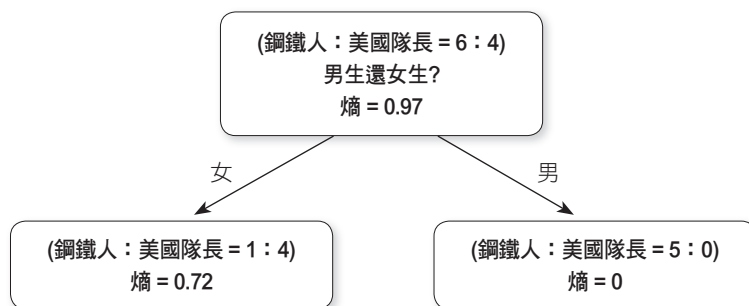 (鋼鐵人：美國隊長 = 6：4)
男生還女生?
熵 = 0.97
女
男
(鋼鐵人：美國隊長 = 1：4)
熵 = 0.72
(鋼鐵人：美國隊長 = 5：0)
熵 = 0